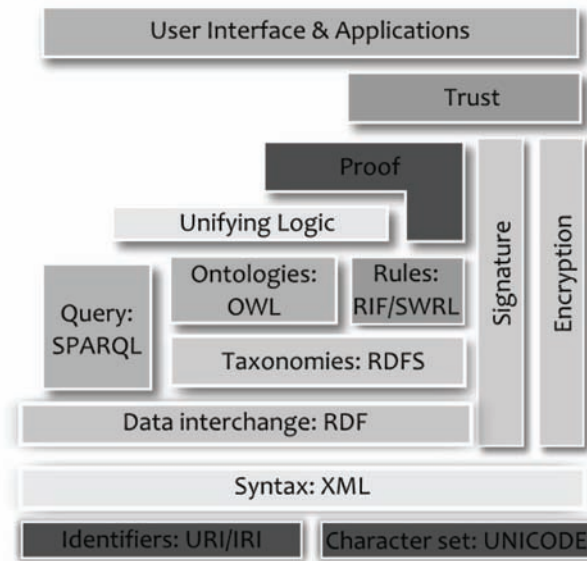 User Interface & Applications
Trust
Proof
Unifying Logic
Ontologies:
OWL
Rules:
RIF/SWRL
Query:
SPARQL
Taxonomies: RDFS
Signature
Encryption
Data interchange: RDF
Syntax: XML
Identifiers: URI/IRI
Character set: UNICODE